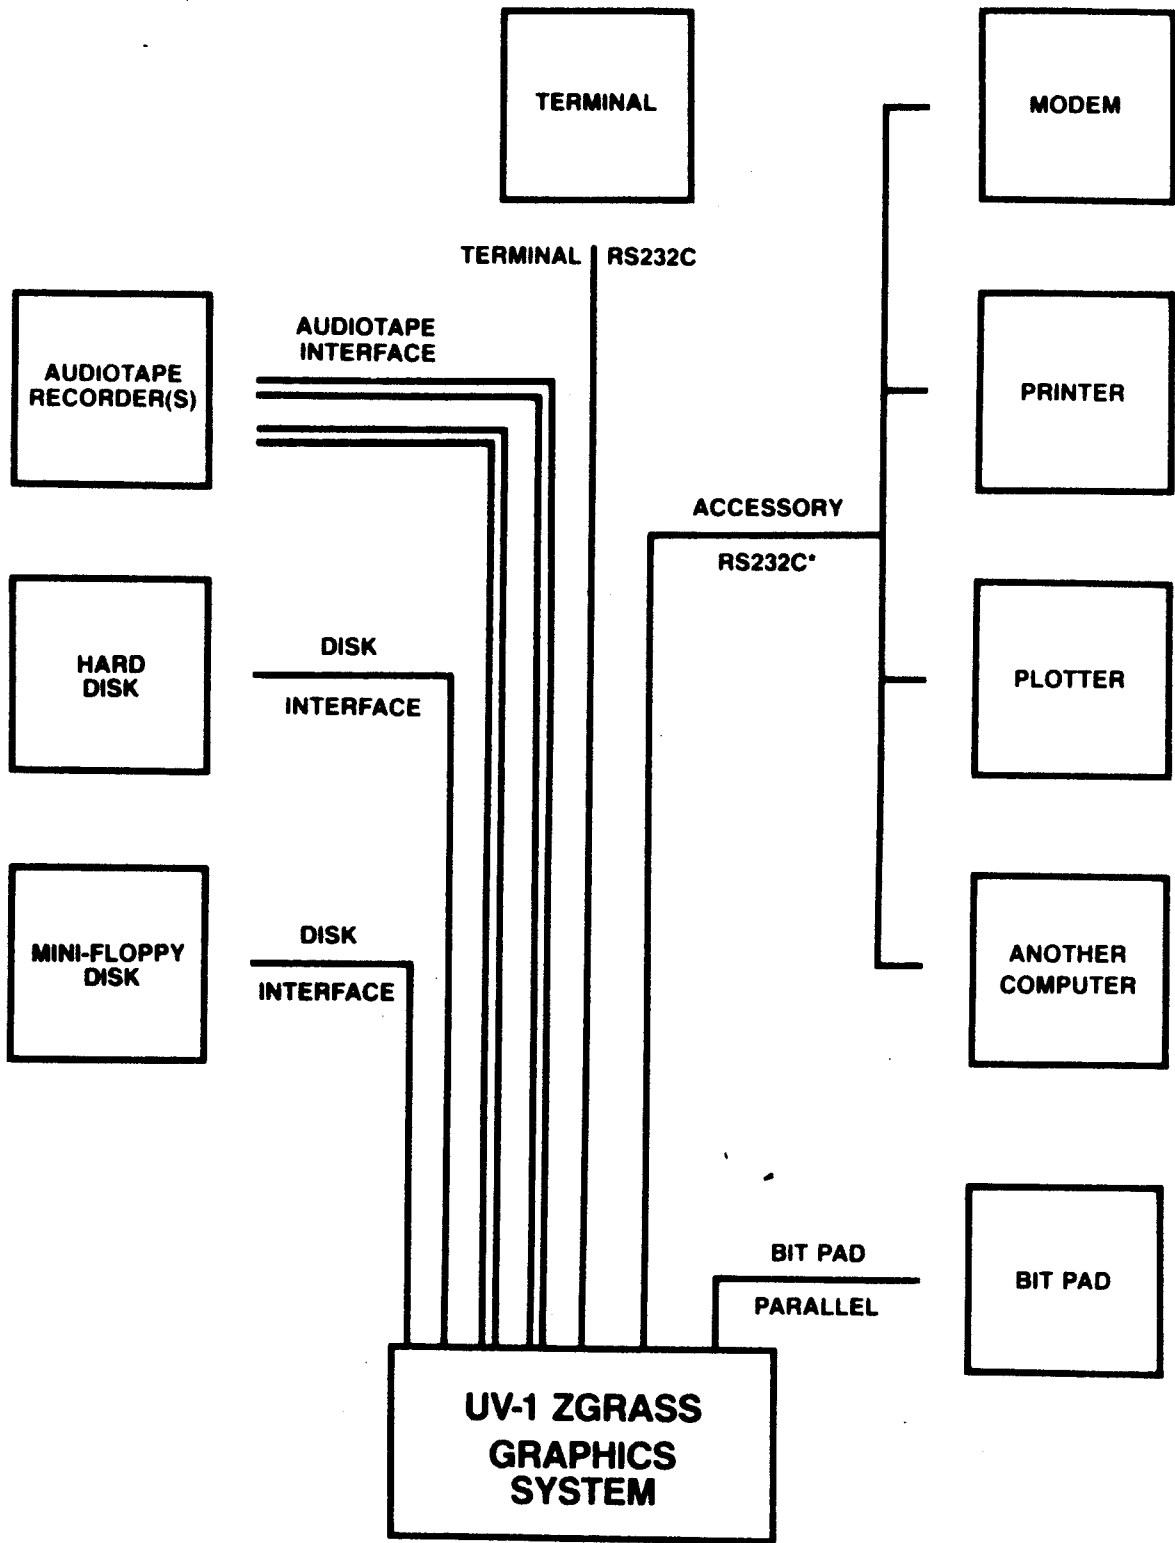 TERMINAL
MODEM
TERMINAL RS232C
AUDIOTAPE
INTERFACE
AUDIOTAPE
RECORDER(S)
PRINTER
ACCESSORY
RS232C*
HARD
DISK
DISK
INTERFACE
PLOTTER
MINI-FLOPPY
DISK
DISK
INTERFACE
ANOTHER
COMPUTER
BIT PAD
PARALLEL
BIT PAD
UV-1 ZGRASS
GRAPHICS
SYSTEM